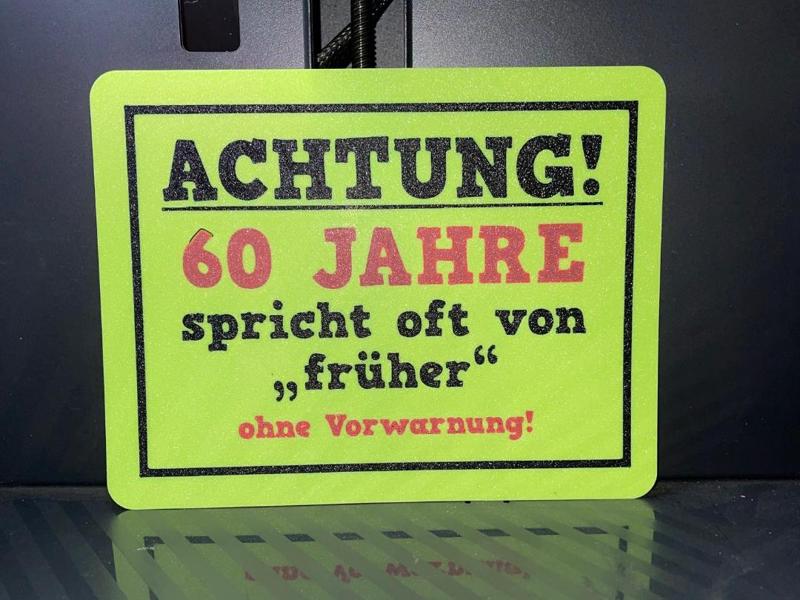 ACHTUNG!
60 JAHRE
spricht oft von
„früher“
ohne Vorwarnung!